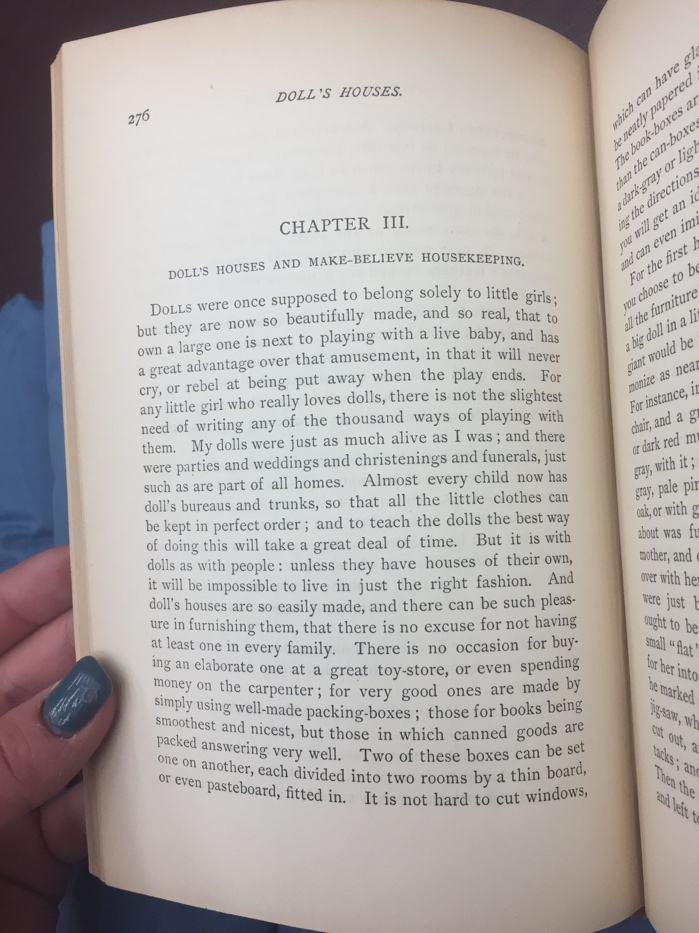 276
DOLL'S HOUSES.
CHAPTER III.
DOLL'S HOUSES AND MAKE-BELIEVE HOUSEKEEPING.
DOLLS were once supposed to belong solely to little girls;
but they are now so beautifully made, and so real, that to
own a large one is next to playing with a live baby, and has
a great advantage over that amusement, in that it will never
cry, or rebel at being put away when the play ends. For
any little girl who really loves dolls, there is not the slightest
need of writing any of the thousand ways of playing with
them. My dolls were just as much alive as I was; and there
were parties and weddings and christenings and funerals, just
such as are part of all homes. Almost every child now has
doll's bureaus and trunks, so that all the little clothes can
be kept in perfect order; and to teach the dolls the best way
of doing this will take a great deal of time. But it is with
dolls as with people: unless they have houses of their own,
it will be impossible to live in just the right fashion. And
doll's houses are so easily made, and there can be such pleas-
ure in furnishing them, that there is no excuse for not having
at least one in every family. There is no occasion for buy-
ing an elaborate one at a great toy-store, or even spending
money on the carpenter; for very good ones are made by
simply using well-made packing-boxes; those for books being
smoothest and nicest, but those in which canned goods are
packed answering very well. Two of these boxes can be set
one on another, each divided into two rooms by a thin board,
or even pasteboard, fitted in. It is not hard to cut windows,
which can have
be neatly papered
The book-boxes
than the can-boxes
a dark-gray or
ing the directions
you will get an
and can even
For the first
you choose to
all the furniture
a big doll in a
giant would be
monize as
For instance,
chair, and a
or dark red
gray, with it;
gray, pale
oak, or with
about was
mother, and
over with
were just
ought to be
small "flat"
for her into
be marked
jig-saw,
cut out,
tacks;
Then the
and left